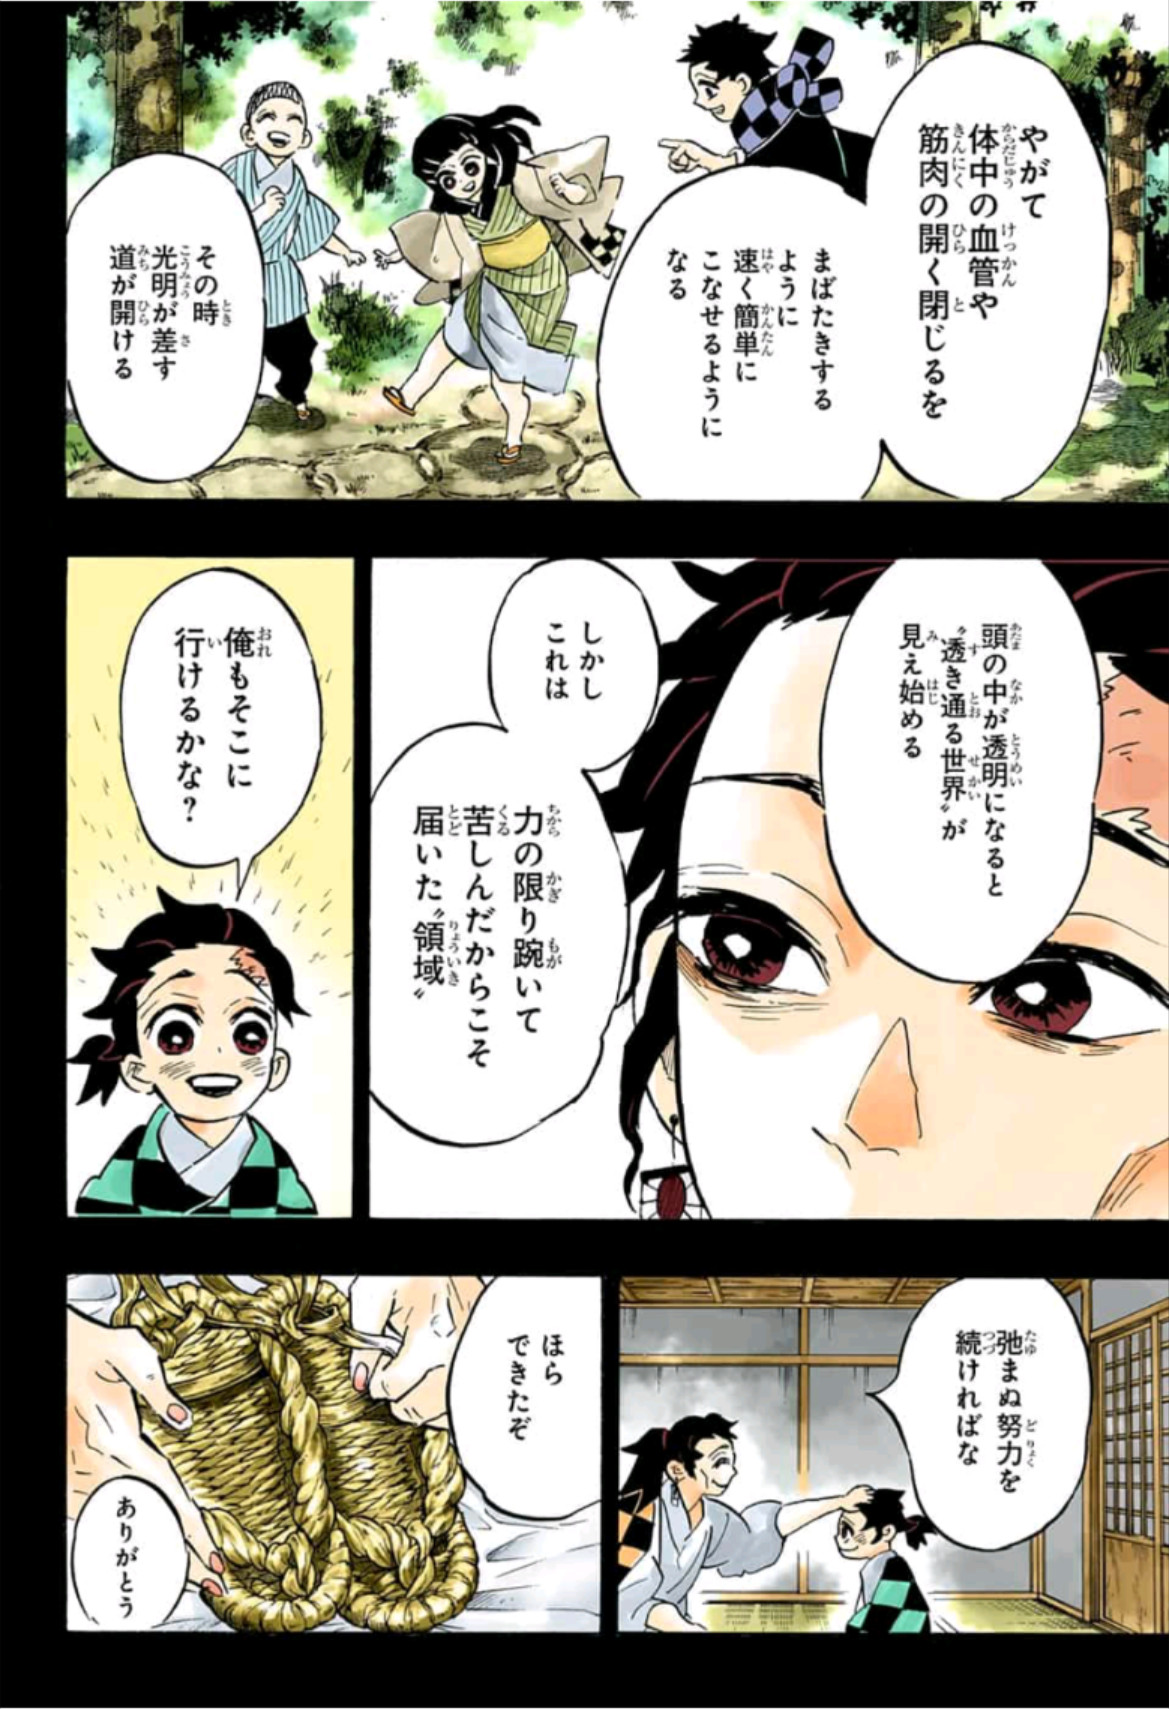 やがて
体中の血管や
筋肉の開く閉じるを
まばたきする
ように
速く簡単に
こなせるように
なる
その時
光明が差す
道が開ける
頭の中が透明になると
〝透き通る世界〟が
見え始める
しかし
これは
力の限り踠いて
苦しんだからこそ
届いた〝領域〟
俺もそこに
行けるかな？
弛まぬ努力を
続ければな
ほら
できたぞ
ありがとう